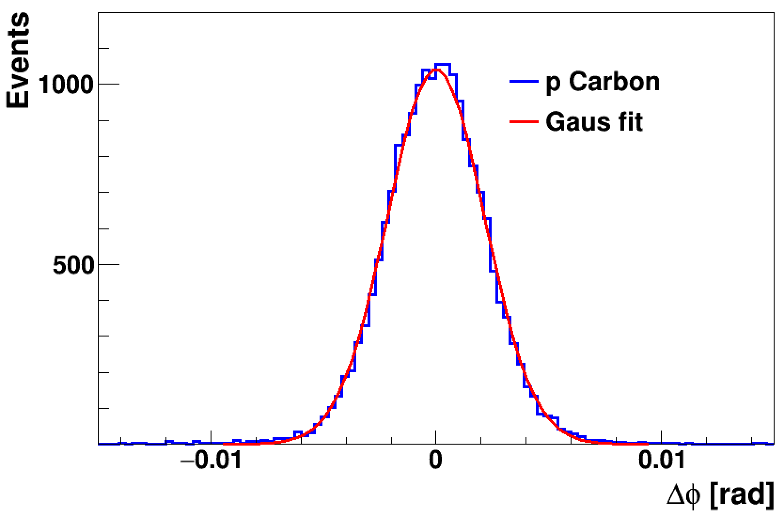 Events
1000
500
p Carbon
Gaus fit
−0.01
0
0.01
Δϕ [rad]